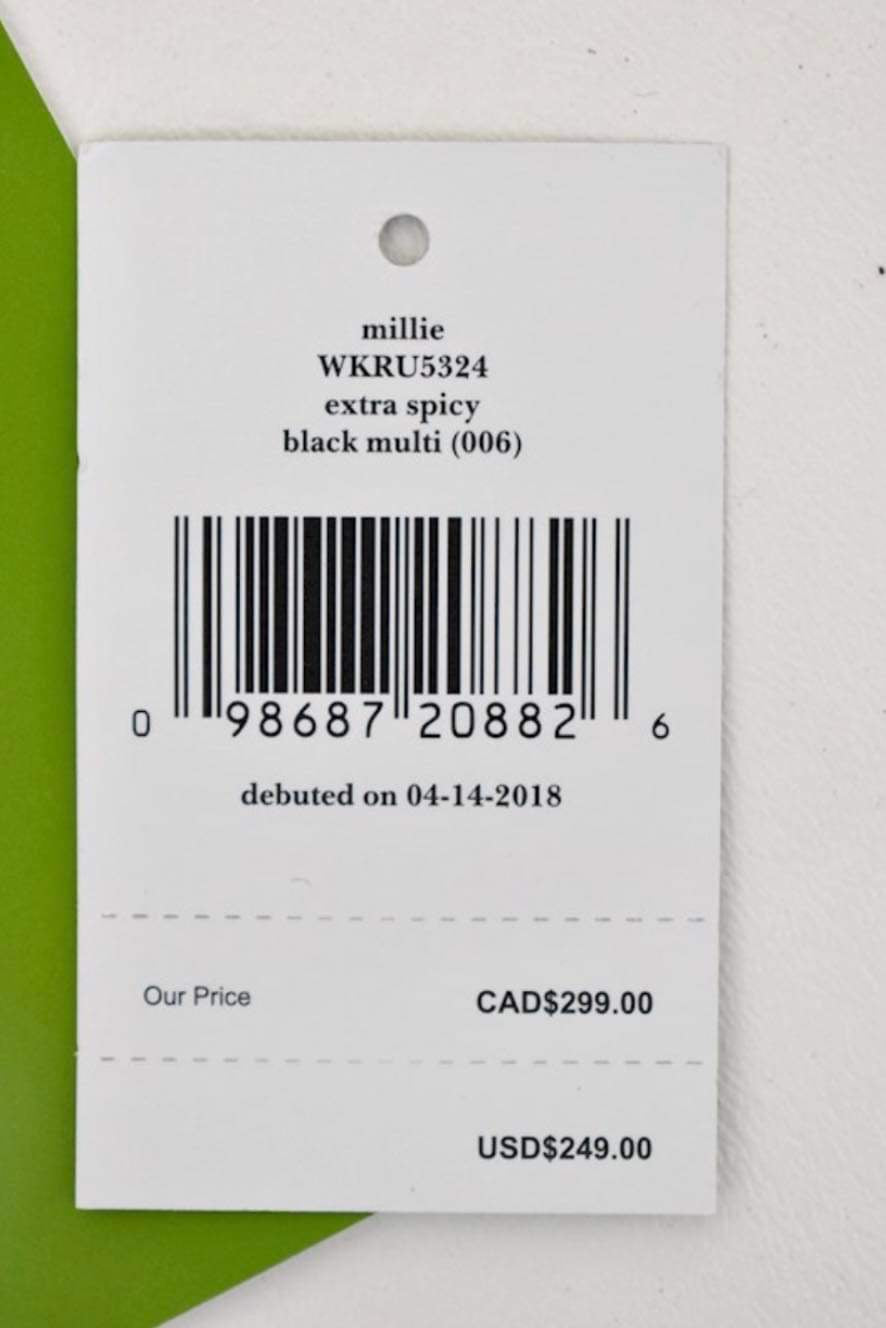 millie
WKRU5324
extra spicy
black multi (006)
0 98687 20882 6
debuted on 04-14-2018
Our Price CAD$299.00
USD$249.00